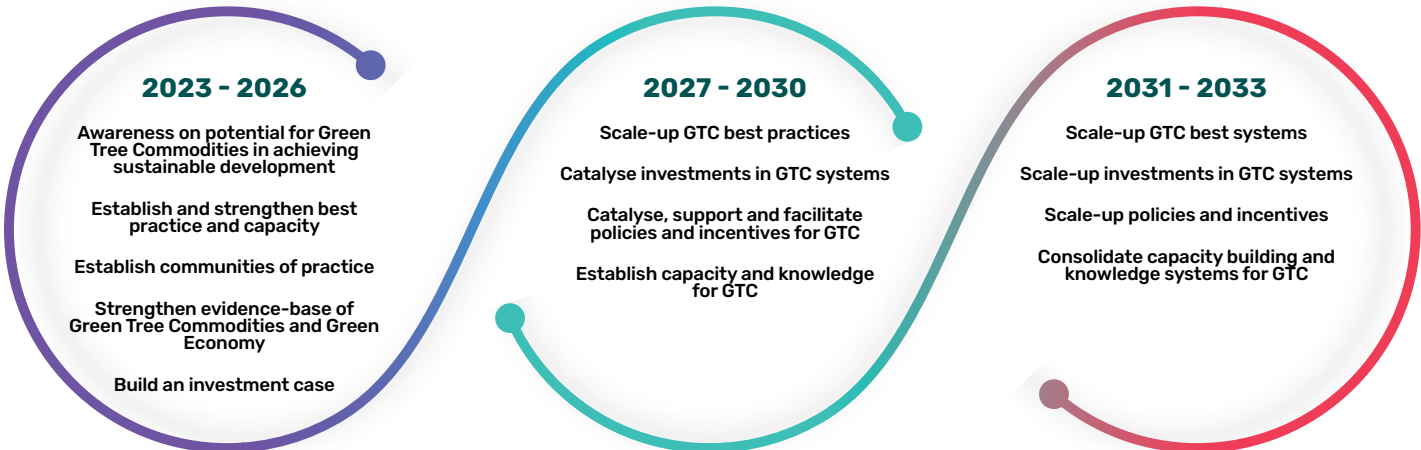 2023 - 2026
Awareness on potential for Green
Tree Commodities in achieving
sustainable development
Establish and strengthen best
practice and capacity
Establish communities of practice
Strengthen evidence-base of
Green Tree Commodities and Green
Economy
Build an investment case
2027 - 2030
Scale-up GTC best practices
Catalyse investments in GTC systems
Catalyse, support and facilitate
policies and incentives for GTC
Establish capacity and knowledge
for GTC
2031 - 2033
Scale-up GTC best systems
Scale-up investments in GTC systems
Scale-up policies and incentives
Consolidate capacity building and
knowledge systems for GTC